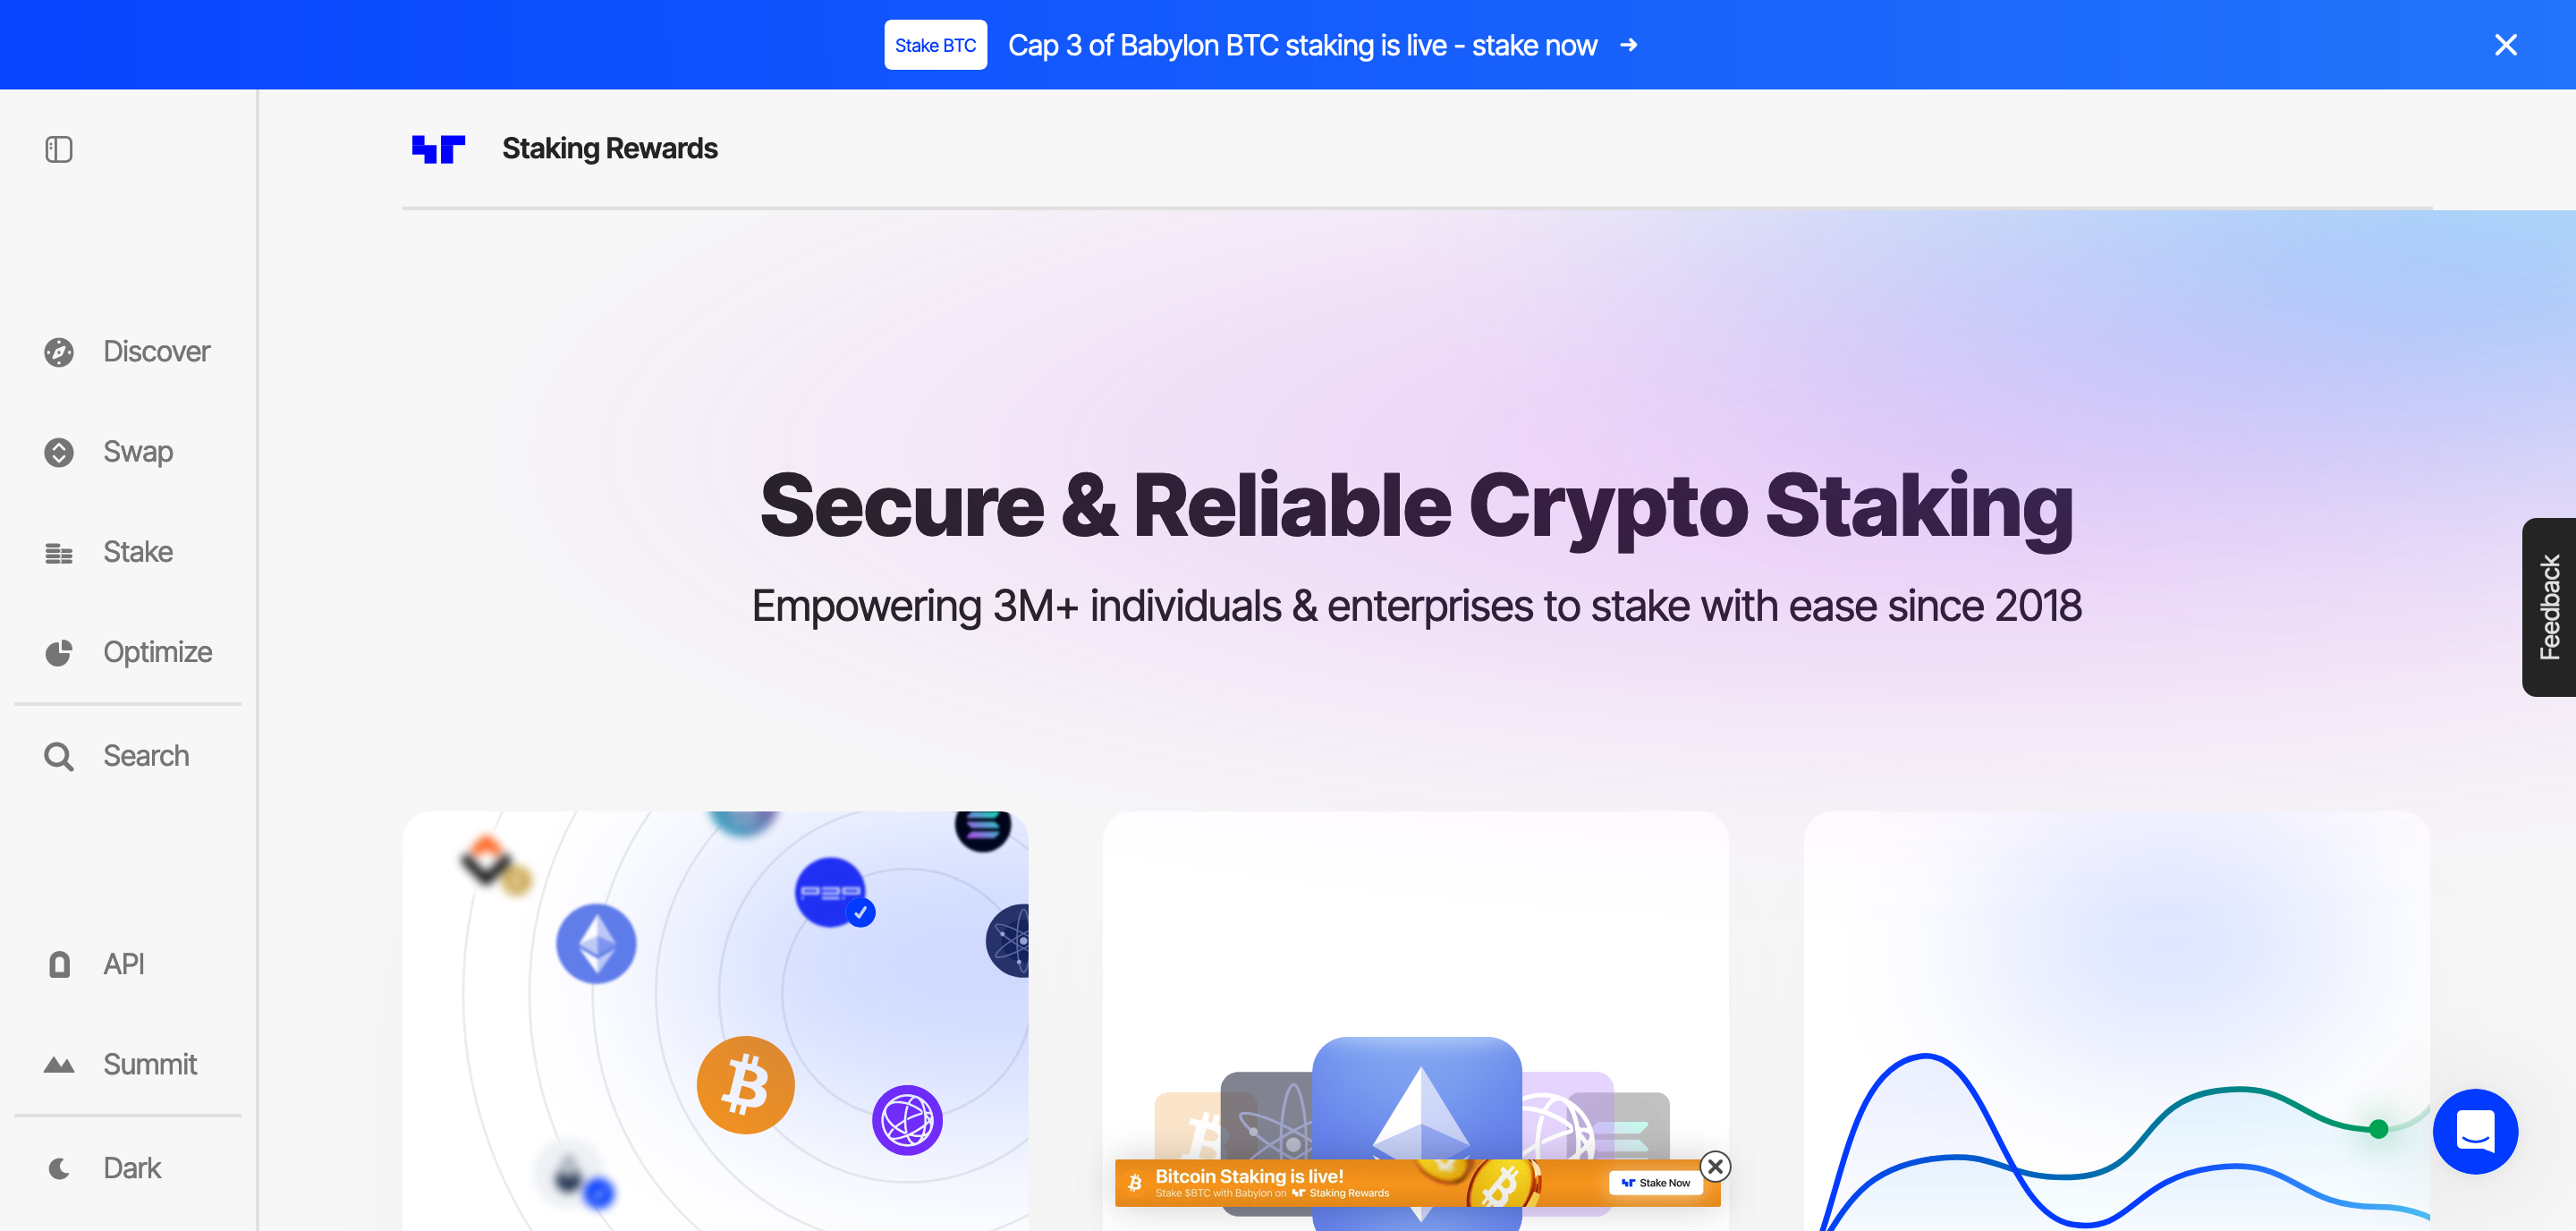 Stake BTC Cap 3 of Babylon BTC staking is live - stake now →
Staking Rewards
Discover
Swap
Stake
Optimize
Search
API
Summit
Dark
Secure & Reliable Crypto Staking
Empowering 3M+ individuals & enterprises to stake with ease since 2018
Feedback
P2P
Bitcoin Staking is live!
Stake $BTC with Babylon on Staking Rewards
Stake Now